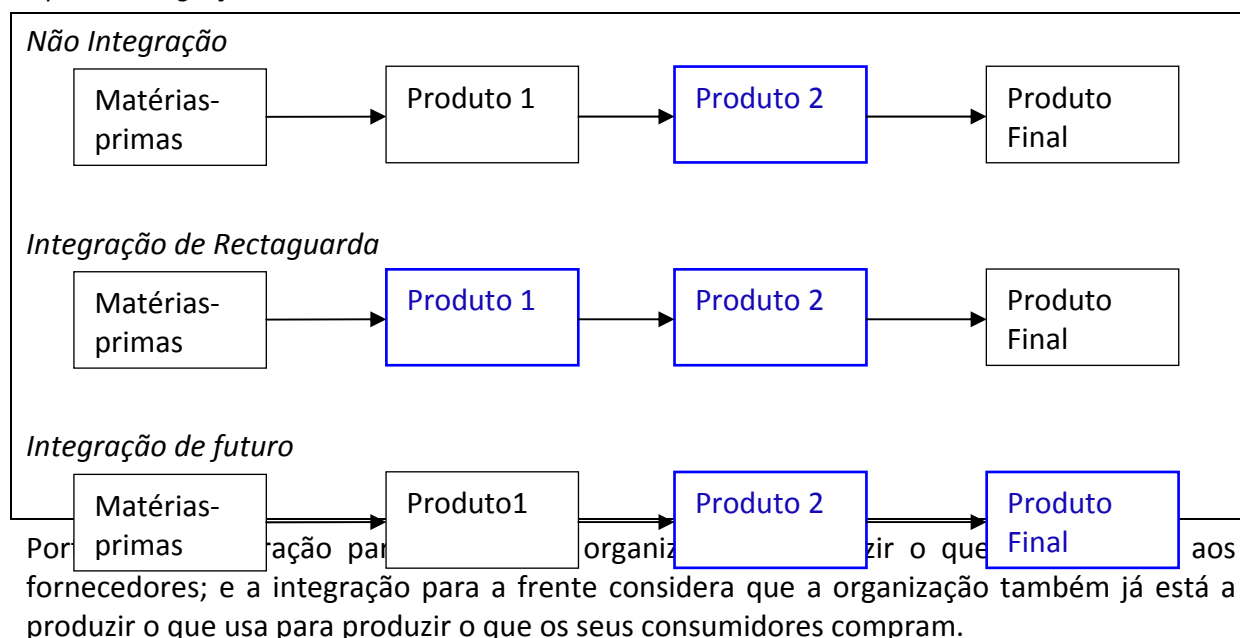 Não Integração
Matérias- Produto 1 Produto 2 Produto
primas Final
Integração de Rectaguarda
Matérias- Produto 1 Produto 2 Produto
primas Final
Integração de futuro
Matérias- Produto1 Produto 2 Produto
primas Final
ração organiz zir o que aos
fornecedores; e a integração para a frente considera que a organização também já está a
produzir o que usa para produzir o que os seus consumidores compram.